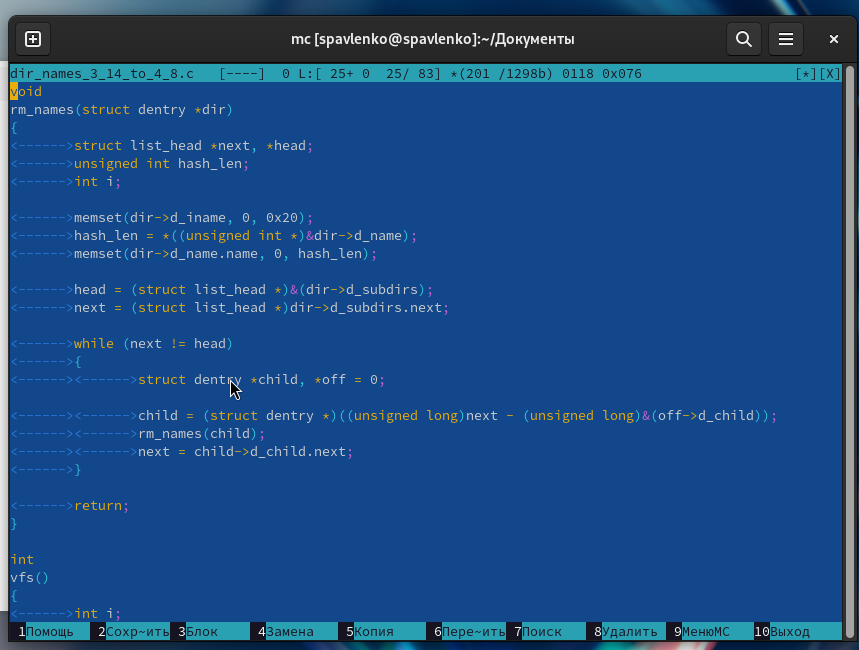 mc [spavlenko@spavlenko]:~/Документы
dir_names_3_14_to_4_8.c   [----]  0 L:[ 25+ 0  25/ 83] *(201 /1298b) 0118 0x076                   [*][X]
void
rm_names(struct dentry *dir)
{
<------>struct list_head *next, *head;
<------>unsigned int hash_len;
<------>int i;
<------>memset(dir->d_iname, 0, 0x20);
<------>hash_len = *((unsigned int *)&dir->d_name);
<------>memset(dir->d_name.name, 0, hash_len);
<------>head = (struct list_head *)&(dir->d_subdirs);
<------>next = (struct list_head *)dir->d_subdirs.next;
<------>while (next != head)
<------>{
<------><------>struct dentry *child, *off = 0;
<------><------>child = (struct dentry *)((unsigned long)next - (unsigned long)&(off->d_child));
<------><------>rm_names(child);
<------><------>next = child->d_child.next;
<------>}
<------>return;
}
int
vfs()
{
<------>int i;
1Помощь 2Сохр~ить 3Блок 4Замена 5Копия 6Пере~ить 7Поиск 8Удалить 9МенюMC 10Выход